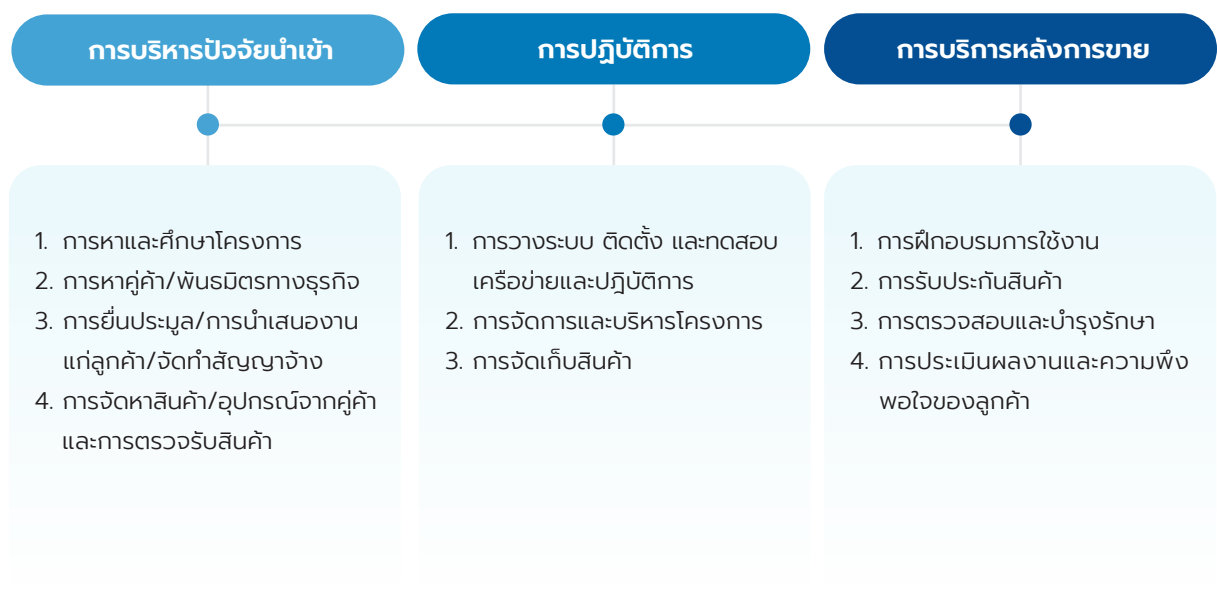 การบริหารปัจจัยนำเข้า
1. การหาและศึกษาโครงการ
2. การหาคู่ค้า/พันธมิตรทางธุรกิจ
3. การยื่นประมูล/การนำเสนองาน
แก่ลูกค้า/จัดทำสัญญาจ้าง
4. การจัดหาสินค้า/อุปกรณ์จากคู่ค้า
และการตรวจรับสินค้า
การปฏิบัติการ
1. การวางระบบ ติดตั้ง และทดสอบ
เครือข่ายและปฎิบัติการ
2. การจัดการและบริหารโครงการ
3. การจัดเก็บสินค้า
การบริการหลังการขาย
1. การฝึกอบรมการใช้งาน
2. การรับประกันสินค้า
3. การตรวจสอบและบำรุงรักษา
4. การประเมินผลงานและความพึง
พอใจของลูกค้า